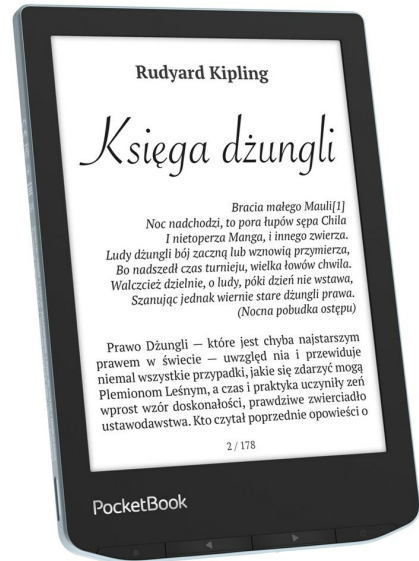 Rudyard Kipling
Księga dżungli
Bracia małego Mauli[1]
Noc nadchodzi, to pora łupów sępa Chila
I nietoperza Manga, i innego zwierza.
Ludy dżungli bój zaczną lub wznowią przymierza,
Bo nadszedł czas turnieju, wielka łowów chwila.
Walczcież dzielnie, o ludy, póki dzień nie wstawa,
Szanując jednak wiernie stare dżungli prawa.
(Nocna pobudka ostępu)
Prawo Dżungli — które jest chyba najstarszym
prawem w świecie — uwzględ nia i przewiduje
niemal wszystkie przypadki, jakie się zdarzyć mogą
Plemionom Leśnym, a czas i praktyka uczyniły zeń
wprost wzór doskonałości, prawdziwe zwierciadło
ustawodawstwa. Kto czytał poprzednie opowieści o
2 / 178
PocketBook